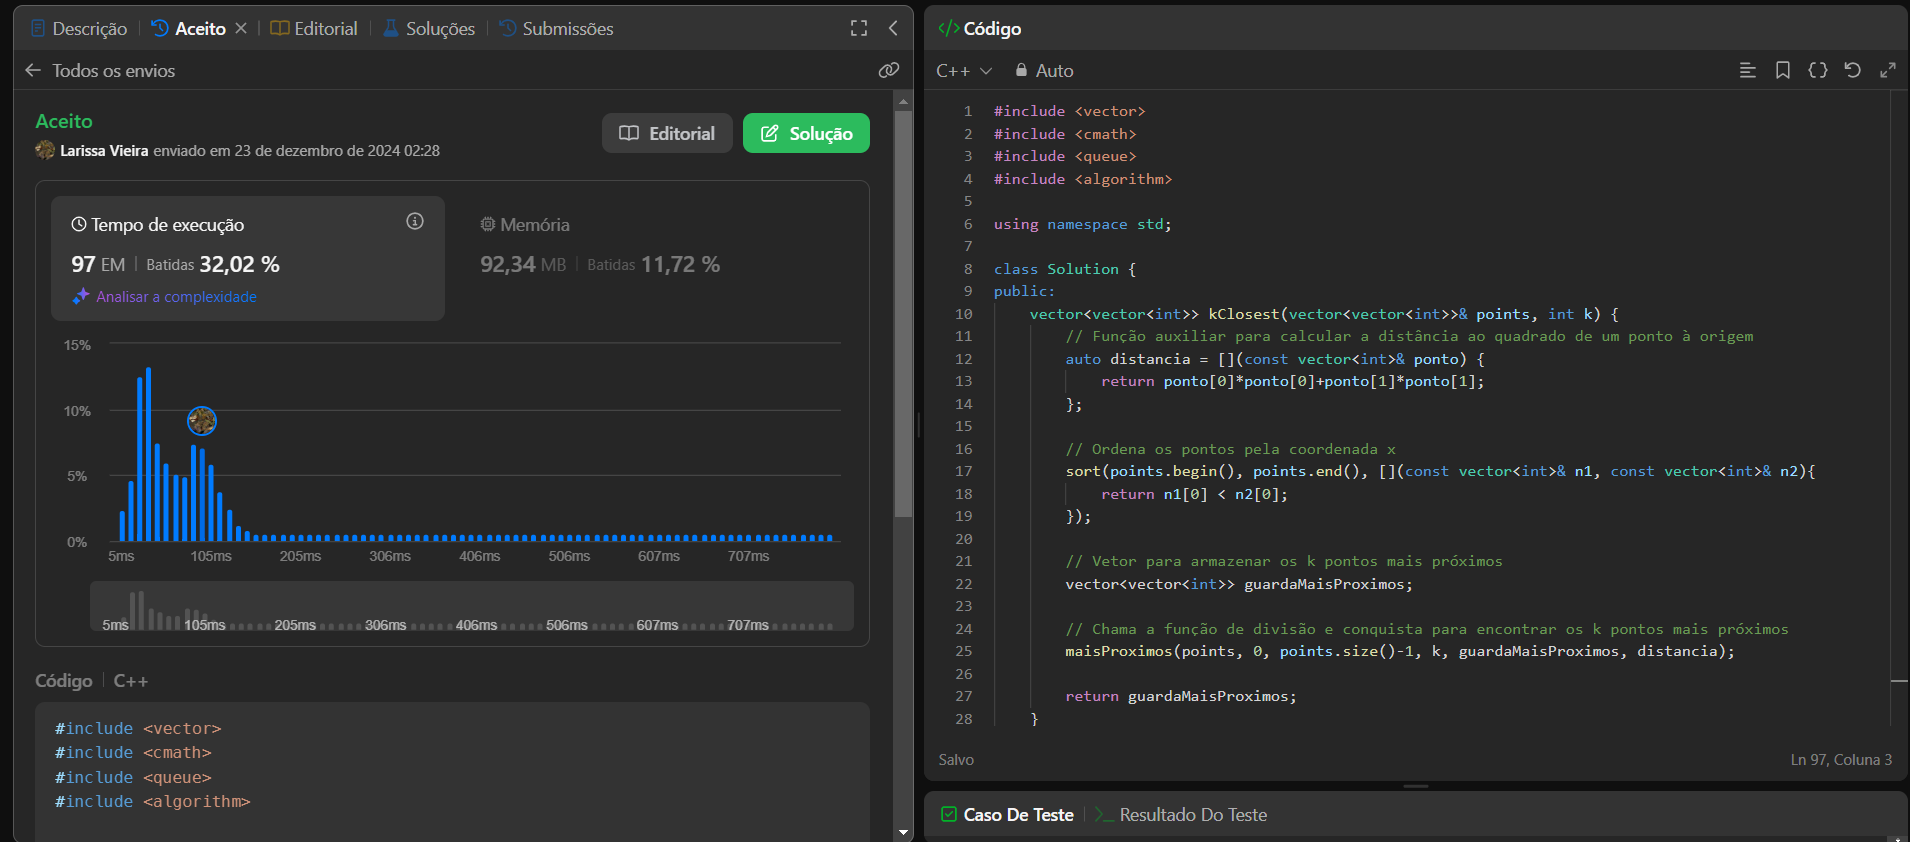 Descrição
Aceito
Editorial
Soluções
Submissões
Todos os envios
Aceito
Larissa Vieira enviado em 23 de dezembro de 2024 02:28
Editorial
Solução
Tempo de execução
97 EM | Batidas 32,02 %
Analisar a complexidade
Memória
92,34 MB | Batidas 11,72 %
15%
10%
5%
0%
5ms 105ms 205ms 306ms 406ms 506ms 607ms 707ms
5ms 105ms 205ms 306ms 406ms 506ms 607ms 707ms
Código | C++
#include <vector>
#include <cmath>
#include <queue>
#include <algorithm>
</> Código
C++ Auto
1 #include <vector>
2 #include <cmath>
3 #include <queue>
4 #include <algorithm>
5
6 using namespace std;
7
8 class Solution {
9 public:
10 vector<vector<int>> kClosest(vector<vector<int>>& points, int k) {
11 // Função auxiliar para calcular a distância ao quadrado de um ponto à origem
12 auto distancia = [](const vector<int>& ponto) {
13 return ponto[0]*ponto[0]+ponto[1]*ponto[1];
14 };
15
16 // Ordena os pontos pela coordenada x
17 sort(points.begin(), points.end(), [](const vector<int>& n1, const vector<int>& n2){
18 return n1[0] < n2[0];
19 });
20
21 // Vetor para armazenar os k pontos mais próximos
22 vector<vector<int>> guardaMaisProximos;
23
24 // Chama a função de divisão e conquista para encontrar os k pontos mais próximos
25 maisProximos(points, 0, points.size()-1, k, guardaMaisProximos, distancia);
26
27 return guardaMaisProximos;
28 }
Salvo
Ln 97, Coluna 3
Caso De Teste
Resultado Do Teste